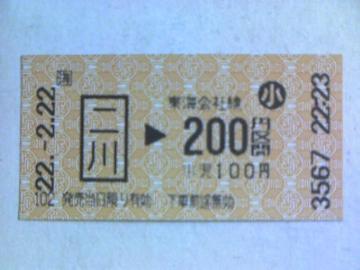 22.-2.22
二川
東海会社線 小
▶ 200円区間
小児100円
102 発売当日限り有効 下車前途無効
3567 22:23